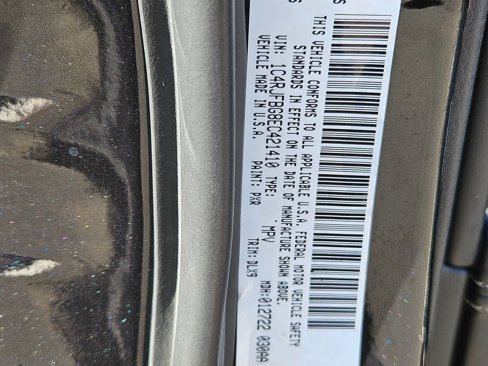 THIS VEHICLE CONFORMS TO ALL APPLICABLE U.S.A. FEDERAL MOTOR VEHICLE SAFETY
STANDARDS IN EFFECT ON THE DATE OF MANUFACTURE SHOWN ABOVE.
VIN: 1C4RJFBG8EC421410 TYPE: MPV
VEHICLE MADE IN U.S.A. PAINT: PXR TRIM: DLX9 MDH:012722 030AA